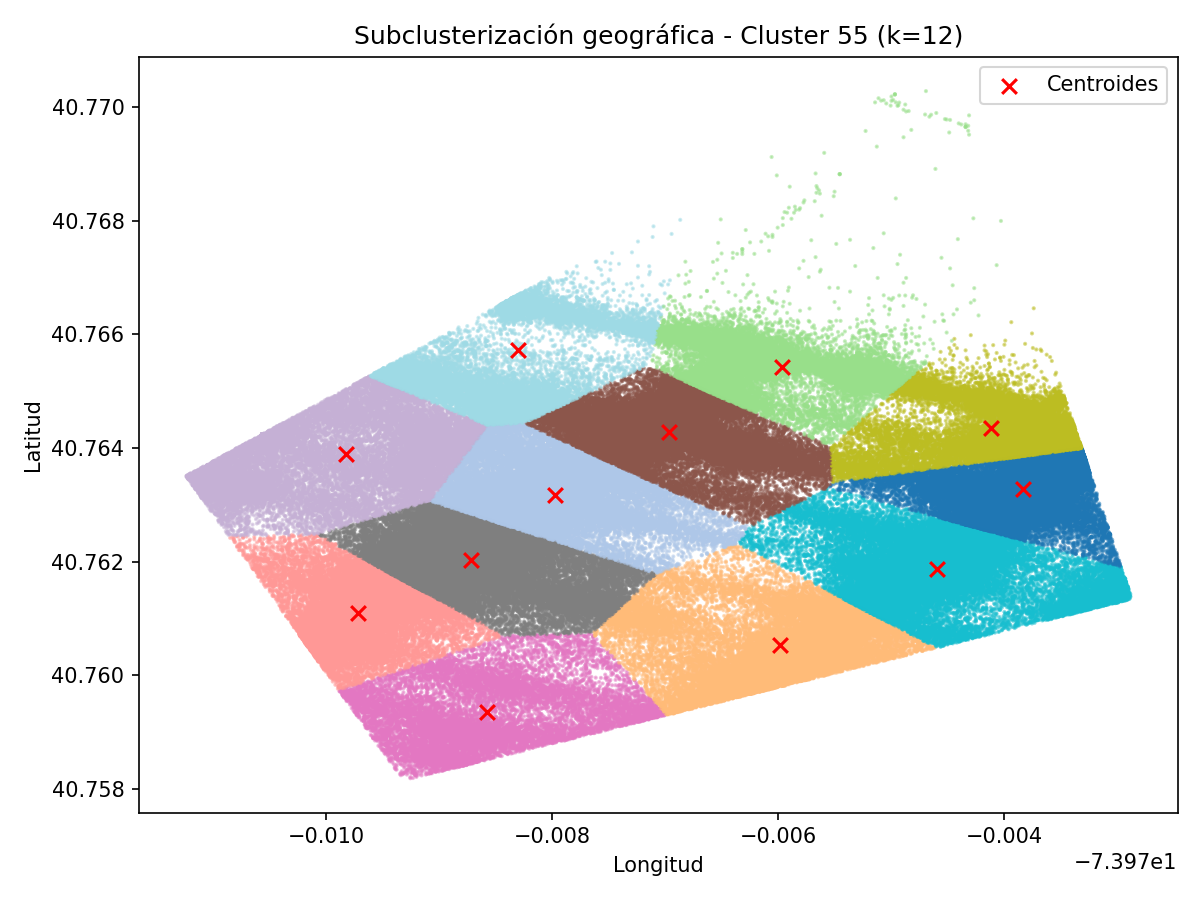 Subclusterización geográfica - Cluster 55 (k=12)
Centroides
40.770
40.768
40.766
40.764
40.762
40.760
40.758
Latitud
−0.010
−0.008
−0.006
−0.004
Longitud
−7.397e1